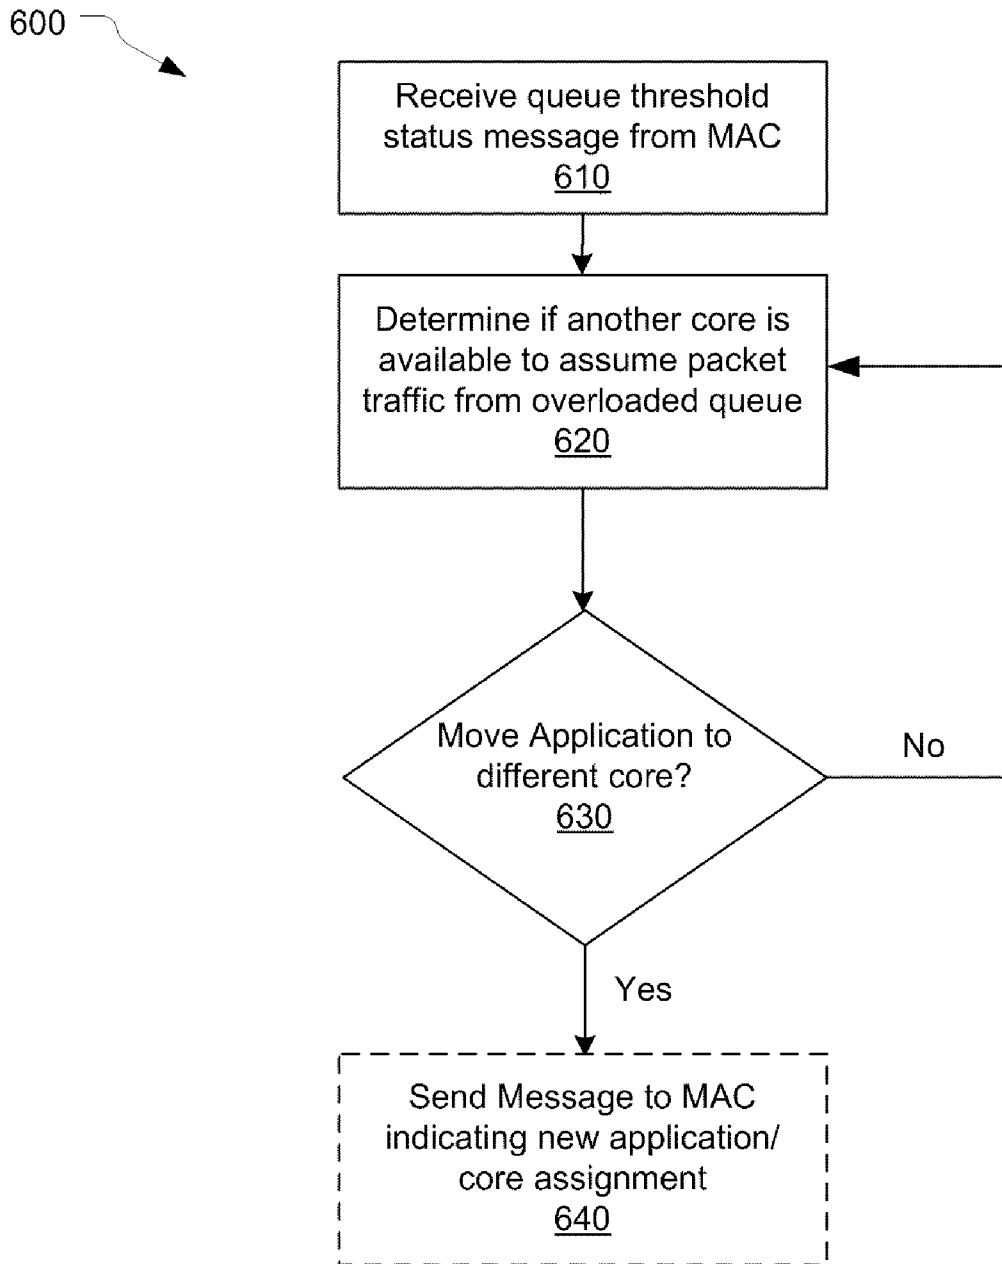 600
Receive queue threshold
status message from MAC
610
Determine if another core is
available to assume packet
traffic from overloaded queue
620
Move Application to
different core?
630
No
Yes
Send Message to MAC
indicating new application/
core assignment
640